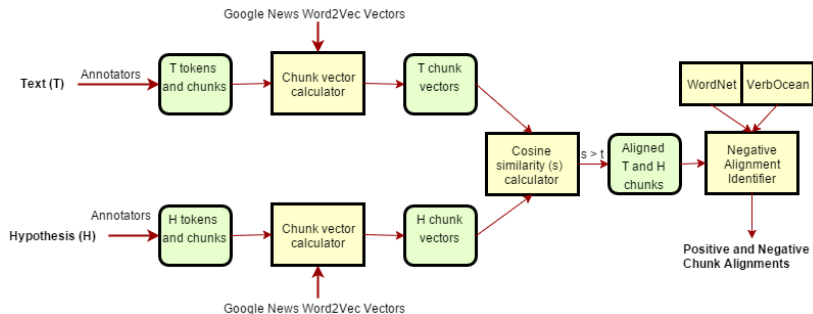 Google News Word2Vec Vectors
Text (T)
Annotators
T tokens
and chunks
Chunk vector
calculator
T chunk
vectors
WordNet
VerbOcean
Cosine
similarity (s)
calculator
s > t
Aligned
T and H
chunks
Negative
Alignment
Identifier
Hypothesis (H)
Annotators
H tokens
and chunks
Chunk vector
calculator
H chunk
vectors
Positive and Negative
Chunk Alignments
Google News Word2Vec Vectors